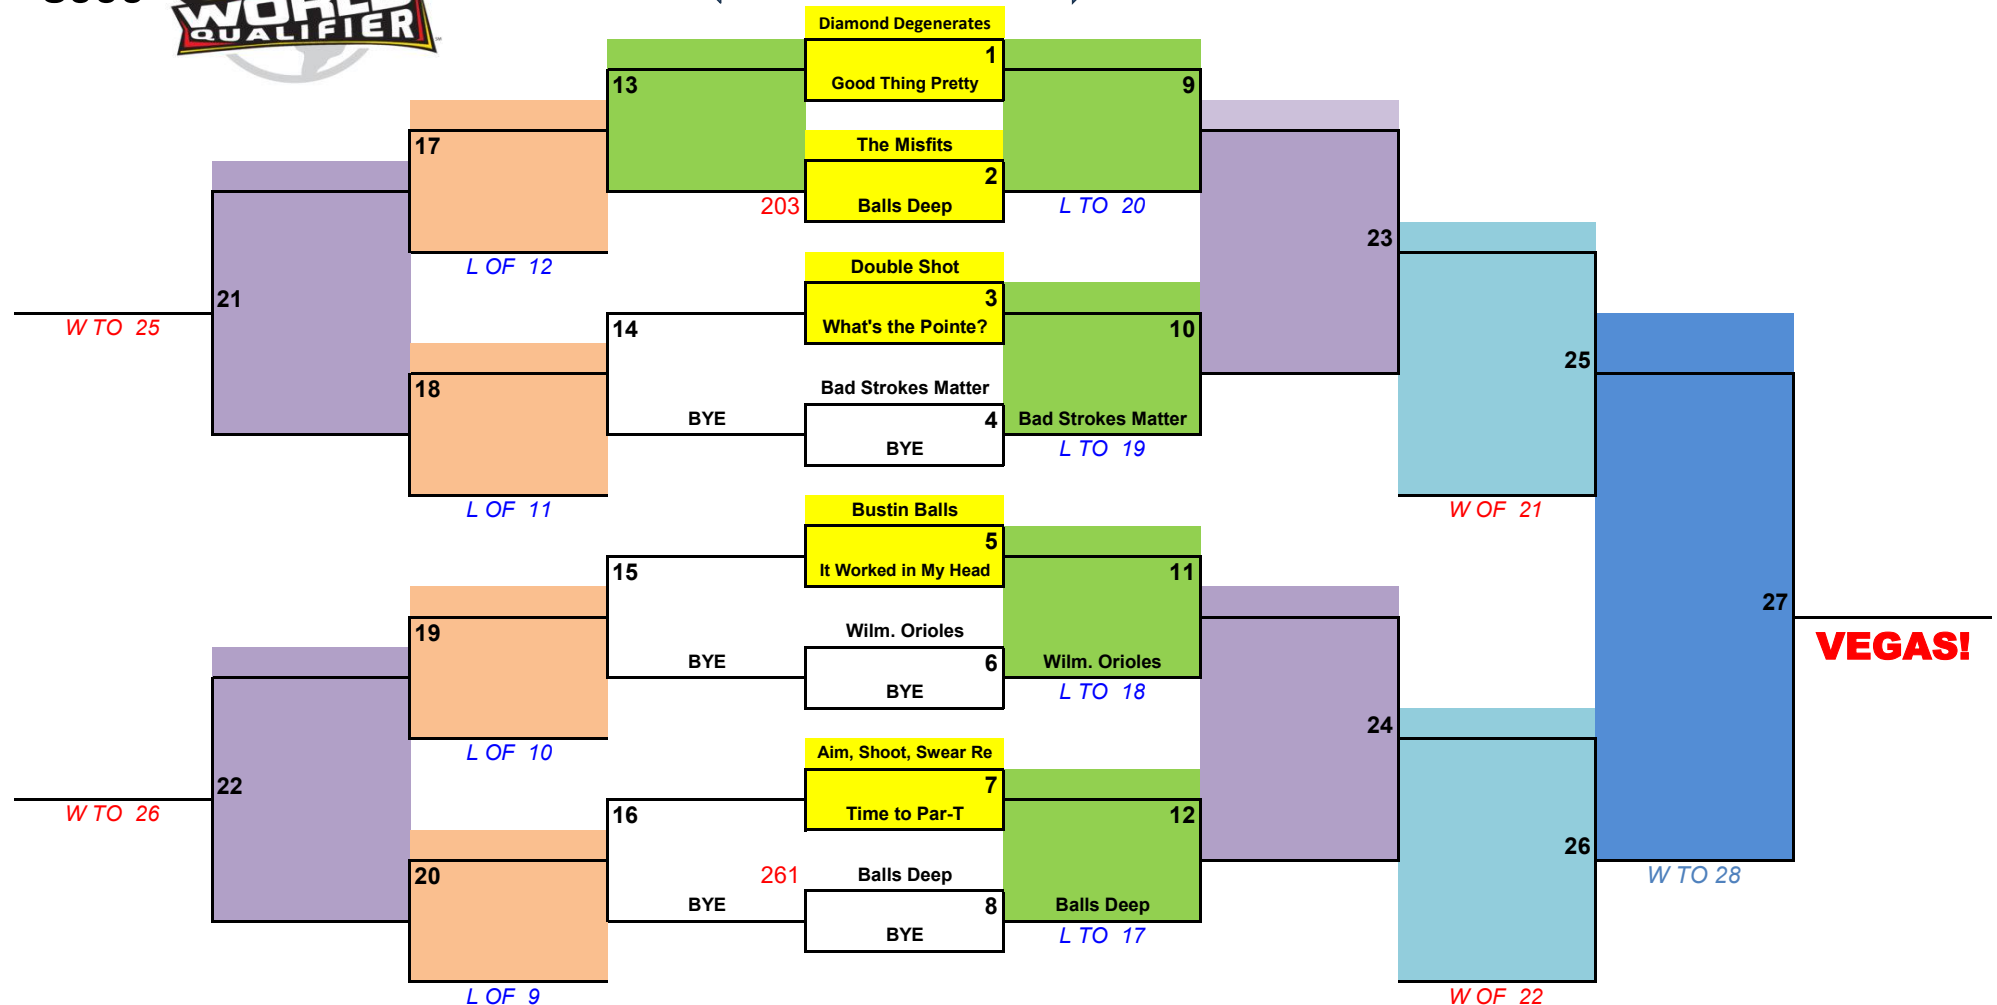 WORLD
QUALIFIER
Diamond Degenerates
1
Good Thing Pretty
13
9
The Misfits
17
2
203
Balls Deep
L TO 20
23
L OF 12
Double Shot
21
3
W TO 25
14
What's the Pointe?
10
25
18
Bad Strokes Matter
BYE
4
Bad Strokes Matter
BYE
L TO 19
L OF 11
Bustin Balls
W OF 21
5
15
It Worked in My Head
11
27
19
Wilm. Orioles
VEGAS!
BYE
6
Wilm. Orioles
BYE
L TO 18
24
L OF 10
Aim, Shoot, Swear Re
22
7
W TO 26
16
Time to Par-T
12
26
20
261
Balls Deep
W TO 28
BYE
8
Balls Deep
BYE
L TO 17
L OF 9
W OF 22